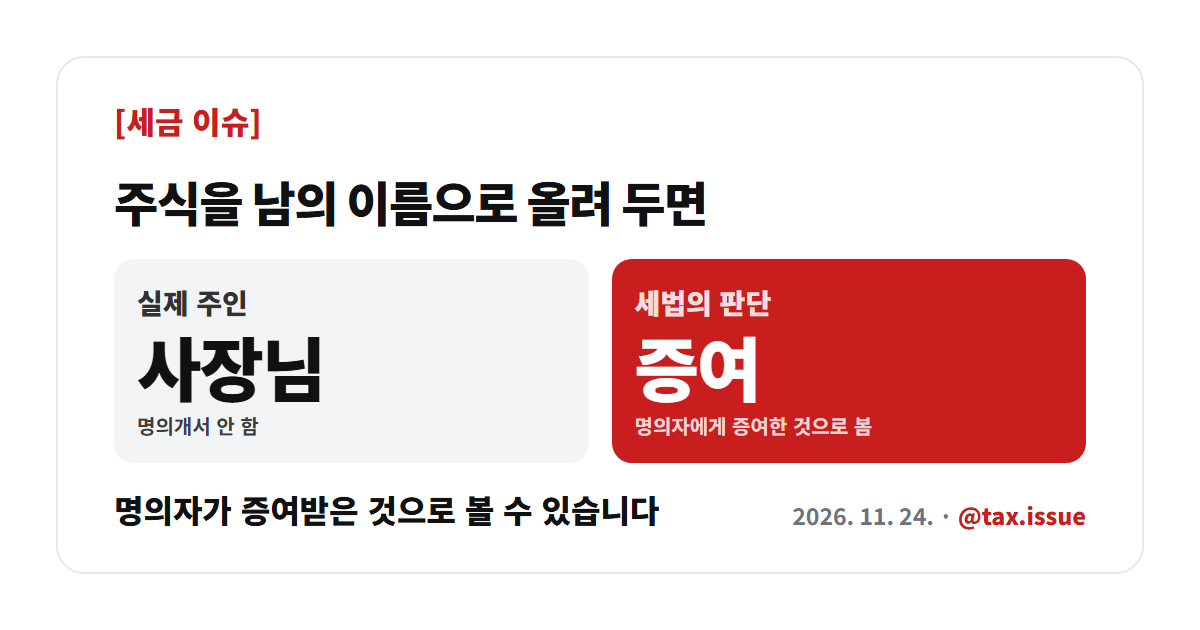 [세금 이슈]
주식을 남의 이름으로 올려 두면
실제 주인
사장님
명의개서 안 함
세법의 판단
증여
명의자에게 증여한 것으로 봄
명의자가 증여받은 것으로 볼 수 있습니다
2026. 11. 24. · @tax.issue